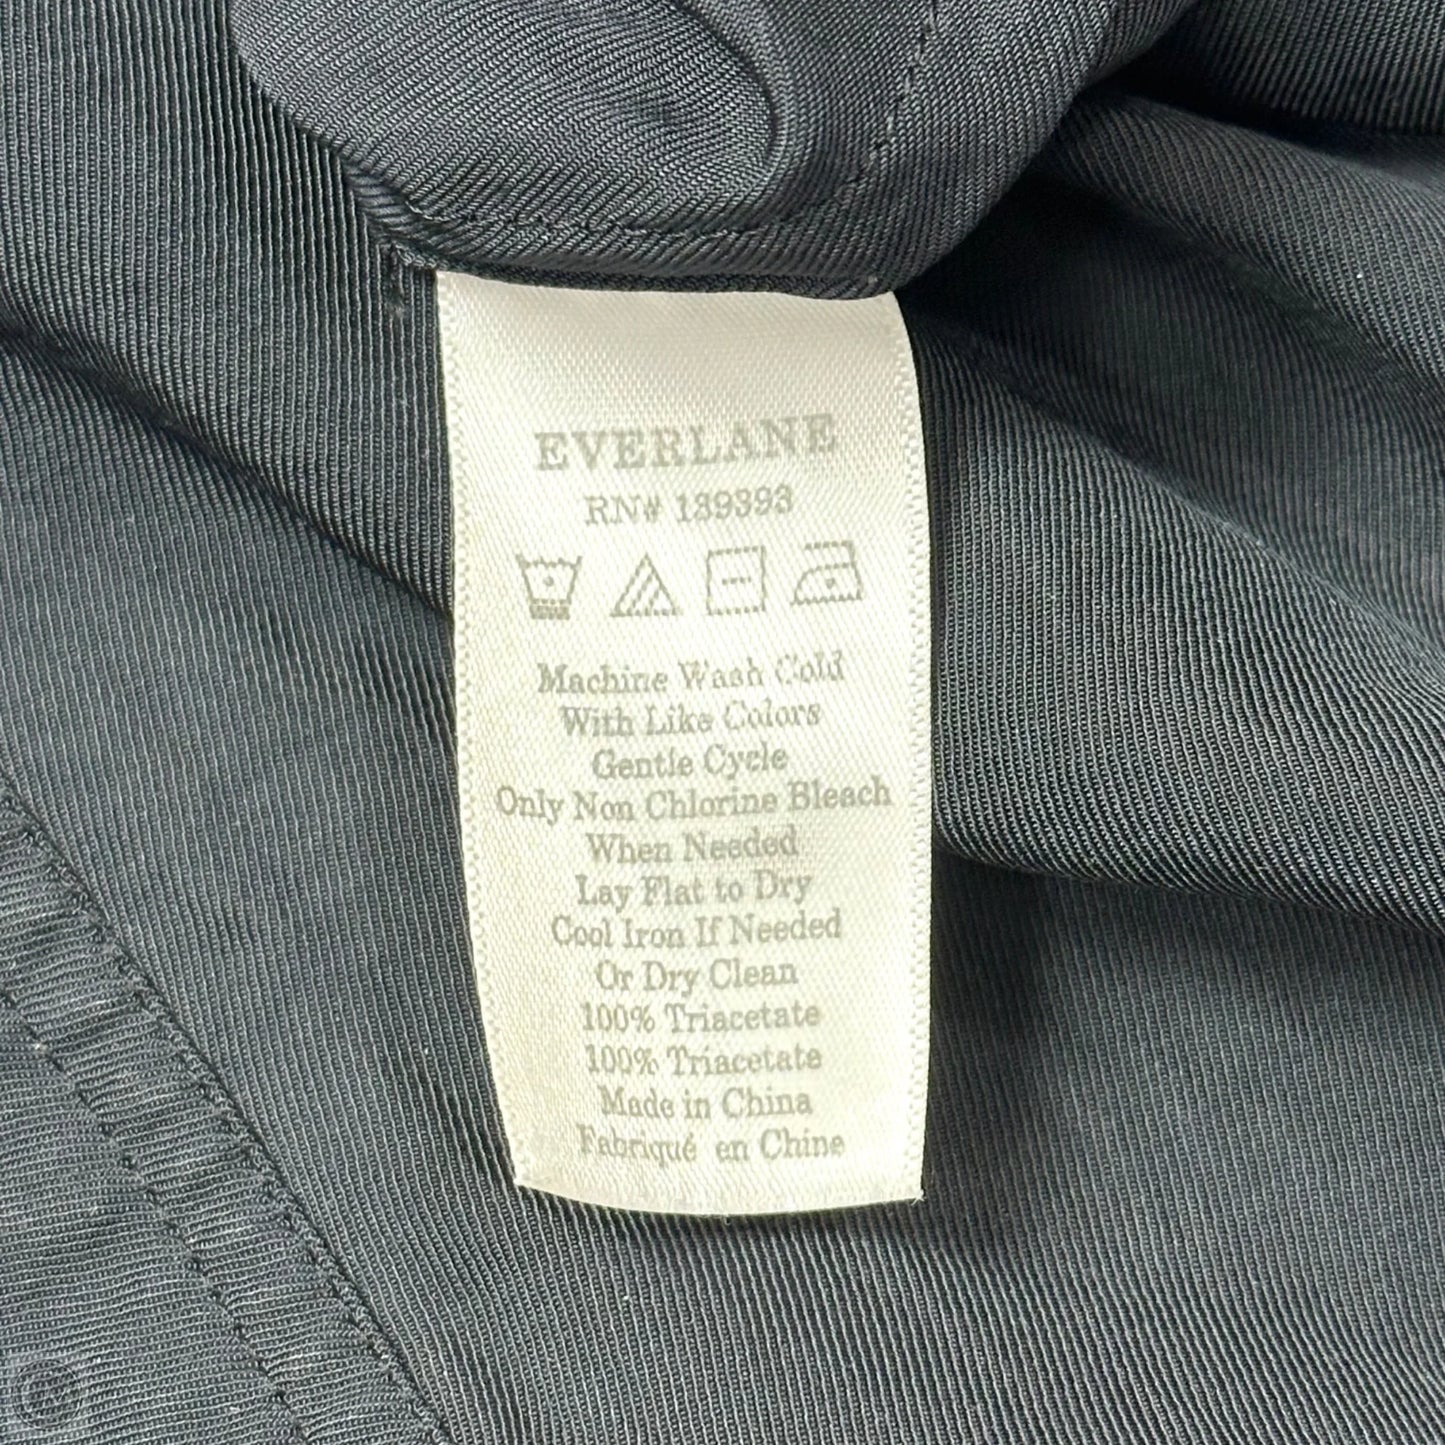 EVERLANE
RN# 139393
Machine Wash Cold
With Like Colors
Gentle Cycle
Only Non Chlorine Bleach
When Needed
Lay Flat to Dry
Cool Iron If Needed
Or Dry Clean
100% Triacetate
100% Triacetate
Made in China
Fabriqué en Chine